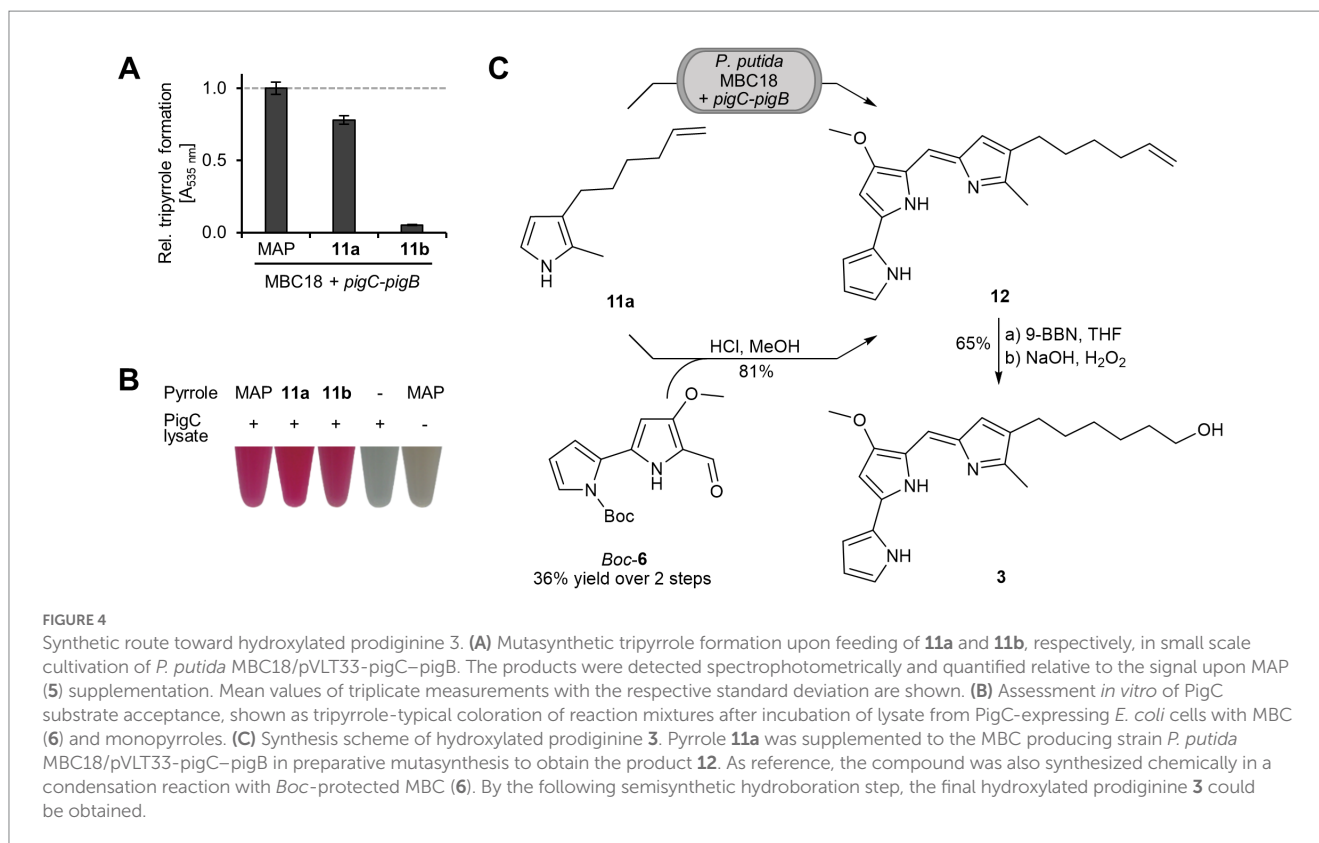 A
Rel. tripyrrole formation
[A535 nm]
1.0
0.5
0.0
MAP 11a 11b
MBC18 + pigC-pigB
B
Pyrrole MAP 11a 11b - MAP
PigC
lysate + + + + -
C
P. putida
MBC18
+ pigC-pigB
N
H
11a
O
NH
N
NH
12
HCl, MeOH
81%
65%
a) 9-BBN, THF
b) NaOH, H2O2
O
N
H
O
N
Boc
Boc-6
36% yield over 2 steps
O
OH
NH
N
NH
3
FIGURE 4
Synthetic route toward hydroxylated prodiginine 3. (A) Mutasynthetic tripyrrole formation upon feeding of 11a and 11b, respectively, in small scale
cultivation of P. putida MBC18/pVLT33-pigC–pigB. The products were detected spectrophotometrically and quantified relative to the signal upon MAP
(5) supplementation. Mean values of triplicate measurements with the respective standard deviation are shown. (B) Assessment in vitro of PigC
substrate acceptance, shown as tripyrrole-typical coloration of reaction mixtures after incubation of lysate from PigC-expressing E. coli cells with MBC
(6) and monopyrroles. (C) Synthesis scheme of hydroxylated prodiginine 3. Pyrrole 11a was supplemented to the MBC producing strain P. putida
MBC18/pVLT33-pigC–pigB in preparative mutasynthesis to obtain the product 12. As reference, the compound was also synthesized chemically in a
condensation reaction with Boc-protected MBC (6). By the following semisynthetic hydroboration step, the final hydroxylated prodiginine 3 could
be obtained.